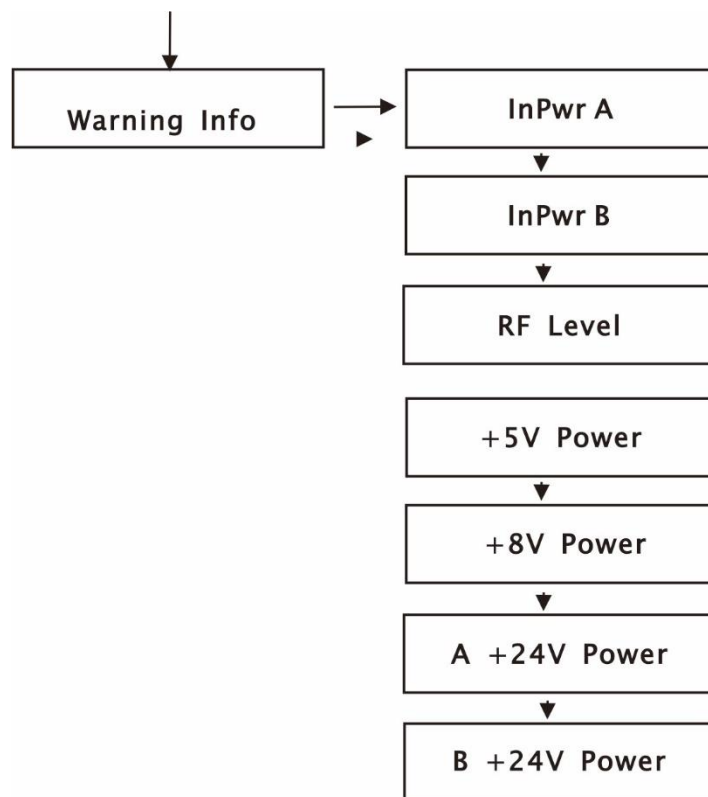 Warning Info
InPwr A
InPwr B
RF Level
+5V Power
+8V Power
A +24V Power
B +24V Power